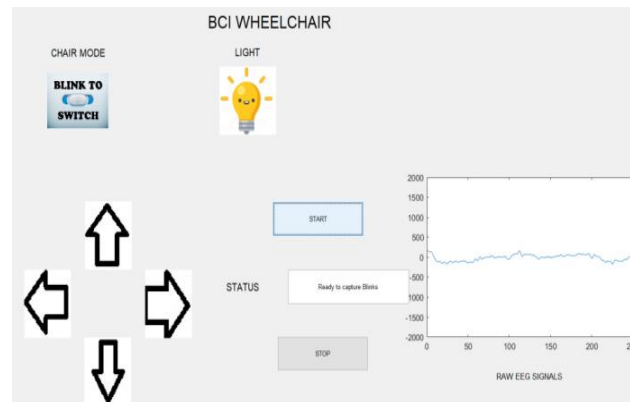 BCI WHEELCHAIR
CHAIR MODE
LIGHT
BLINK TO
SWITCH
START
STATUS
Ready to capture Blinks
STOP
2000
1500
1000
500
0
-500
-1000
-1500
-2000
0 50 100 150 200
RAW EEG SIGNALS